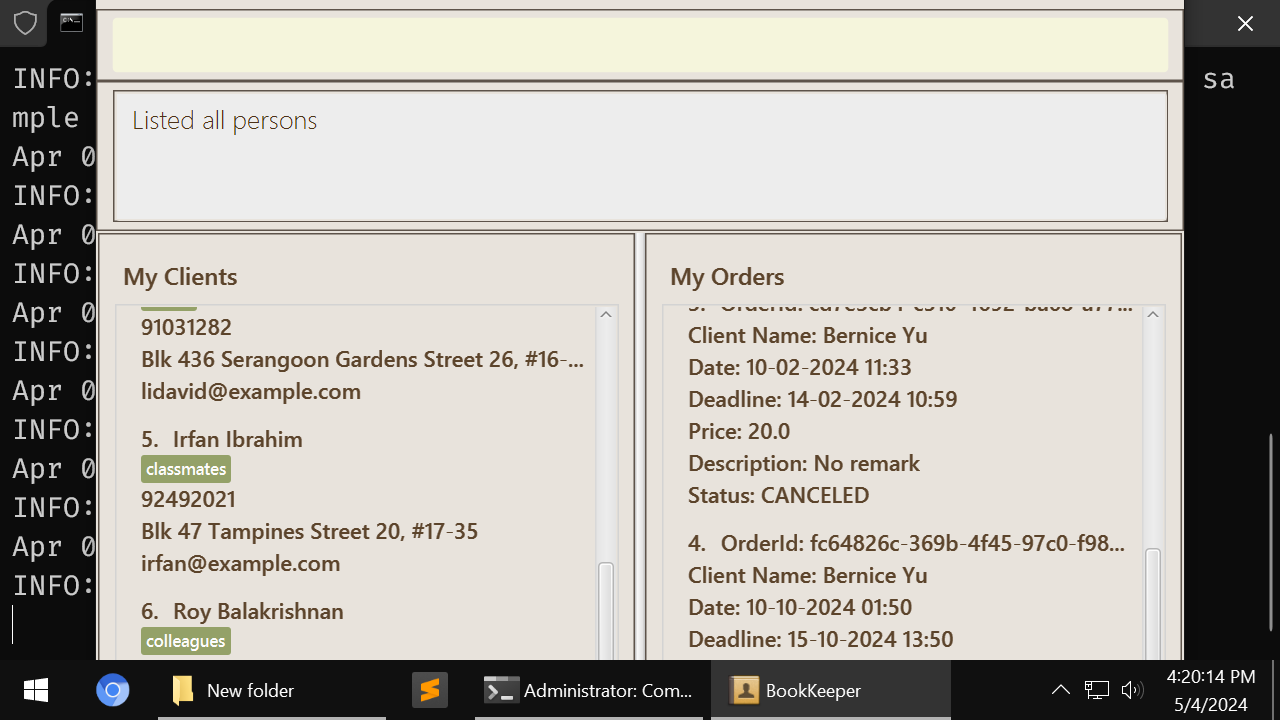 INFO:
sa
mple
Apr 0
INFO:
Apr 0
INFO:
Apr 0
INFO:
Apr 0
INFO:
Apr 0
INFO:
Apr 0
INFO:
Listed all persons
My Clients
91031282
Blk 436 Serangoon Gardens Street 26, #16-...
lidavid@example.com
5. Irfan Ibrahim
classmates
92492021
Blk 47 Tampines Street 20, #17-35
irfan@example.com
6. Roy Balakrishnan
colleagues
My Orders
Client Name: Bernice Yu
Date: 10-02-2024 11:33
Deadline: 14-02-2024 10:59
Price: 20.0
Description: No remark
Status: CANCELED
4. OrderId: fc64826c-369b-4f45-97c0-f98...
Client Name: Bernice Yu
Date: 10-10-2024 01:50
Deadline: 15-10-2024 13:50
New folder
Administrator: Com...
BookKeeper
4:20:14 PM
5/4/2024